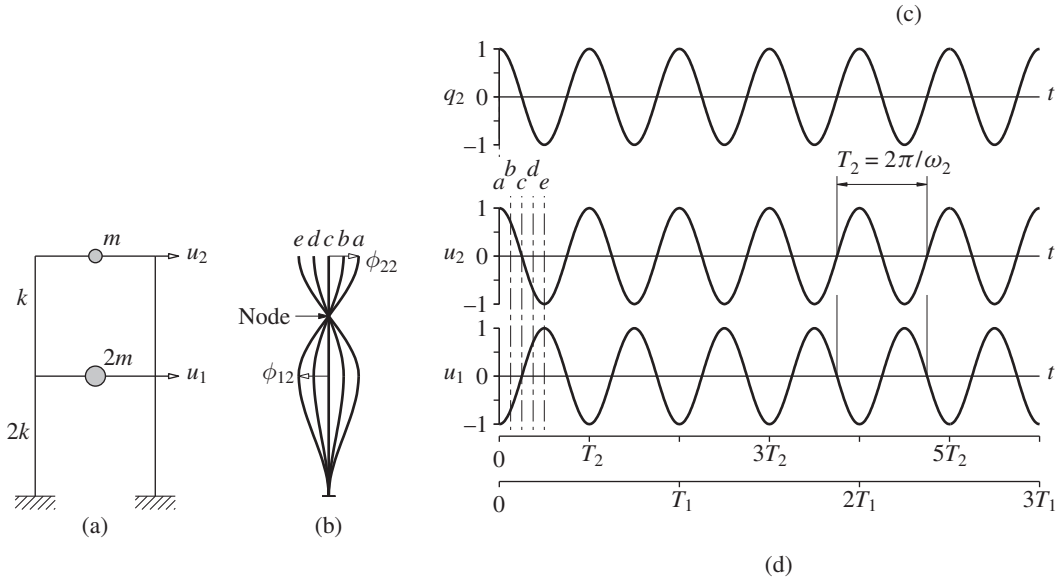 (c)
1
q₂ 0 t
–1
T₂ = 2π/ω₂
a b c d e
1
u₂ 0 t
–1
1
u₁ 0 t
–1
0 T₂ 3T₂ 5T₂
0 T₁ 2T₁ 3T₁
(d)
m
u₂
k
2m
u₁
2k
(a)
e d c b a
ϕ₂₂
Node
ϕ₁₂
(b)